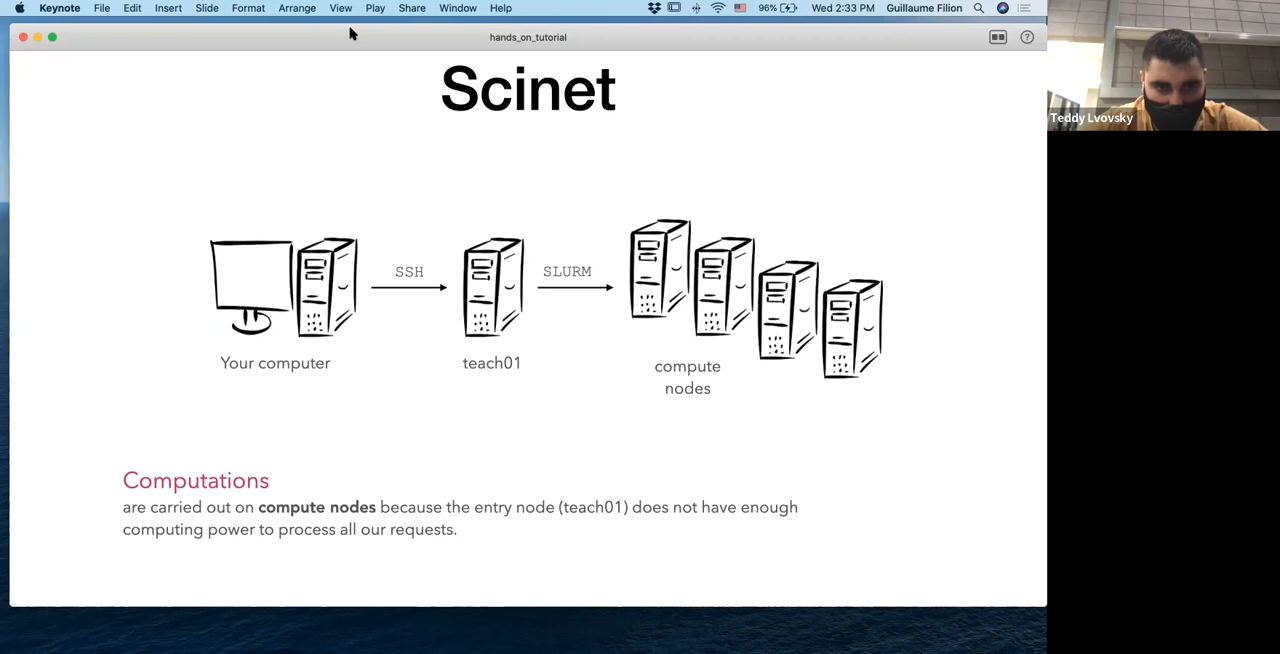 Keynote File Edit Insert Slide Format Arrange View Play Share Window Help 96% Wed 2:33 PM Guillaume Filion
hands_on_tutorial
Scinet
Teddy Lvovsky
SSH
SLURM
Your computer
teach01
compute
nodes
Computations
are carried out on compute nodes because the entry node (teach01) does not have enough
computing power to process all our requests.